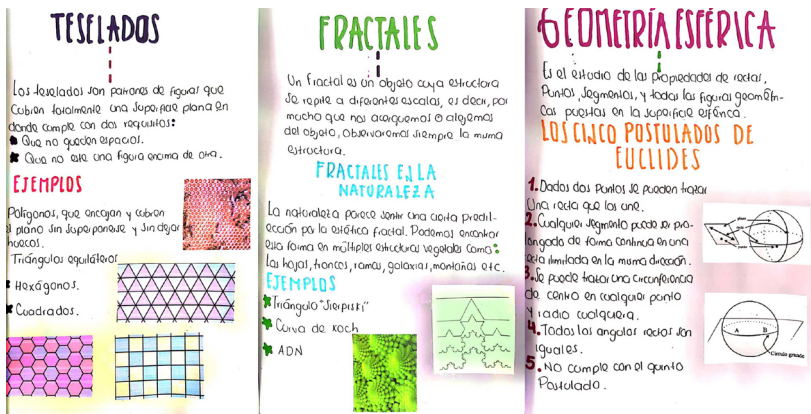 TESELADOS
Los teselados son patrones de figuras que
cubren totalmente una superficie plana en
donde cumple con dos requisitos:
Que no queden espacios.
Que no este una figura encima de otra.
EJEMPLOS
Polígonos, que encajan y cubren
el plano sin superponerse y sin dejar
huecos.
Triángulos equiláteros
Hexágonos.
Cuadrados.
FRACTALES
Un Fractal es un objeto cuya estructura
se repite a diferentes escalas, es decir, por
mucho que nos acerquemos o alejemos
del objeto, observaremos siempre la misma
estructura.
FRACTALES EN LA
NATURALEZA
La naturaleza parece sentir una cierta predil-
ección por la estática fractal. Podemos encontrar
esta forma en múltiples estructuras vegetales como:
Las hojas, troncos, ramas, galaxias, montañas etc.
EJEMPLOS
Triángulo "Sierpiski"
Curva de Koch
ADN
GEOMETRÍA ESFÉRICA
Es el estudio de las propiedades de rectas,
Puntos, Segmentos, y todas las figuras geométri-
cas puestas en la superficie esférica.
LOS CINCO POSTULADOS DE
EUCLIDES
1. Dados dos puntos se pueden trazar
Una recta que los une.
2. Cualquier segmento puede ser pro-
longado de forma continua en una
recta ilimitada en la misma dirección.
3. Se puede trazar una circunferencia
de centro en cualquier punto
y radio cualquiera.
4. Todos los angulos rectos son
iguales.
5. No cumple con el quinto
Postulado.
A B
Círculo grande